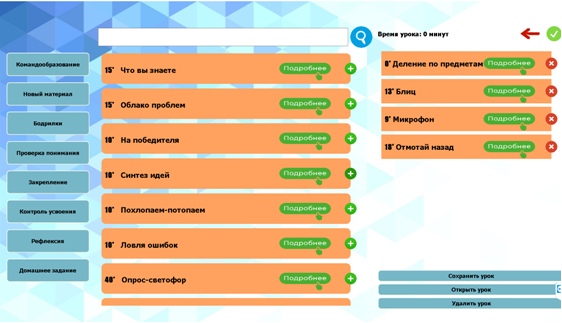 Время урока: 0 минут
Командообразование
Новый материал
Бодрилки
Проверка понимания
Закрепление
Контроль усвоения
Рефлексия
Домашнее задание
15' Что вы знаете Подробнее
15' Облако проблем Подробнее
10' На победителя Подробнее
10' Синтез идей Подробнее
10' Похлопаем-потопаем Подробнее
10' Ловля ошибок Подробнее
40' Опрос-светофор Подробнее
8' Деление по предметам Подробнее
13' Блиц Подробнее
9' Микрофон Подробнее
18' Отмотай назад Подробнее
Сохранить урок
Открыть урок
Удалить урок